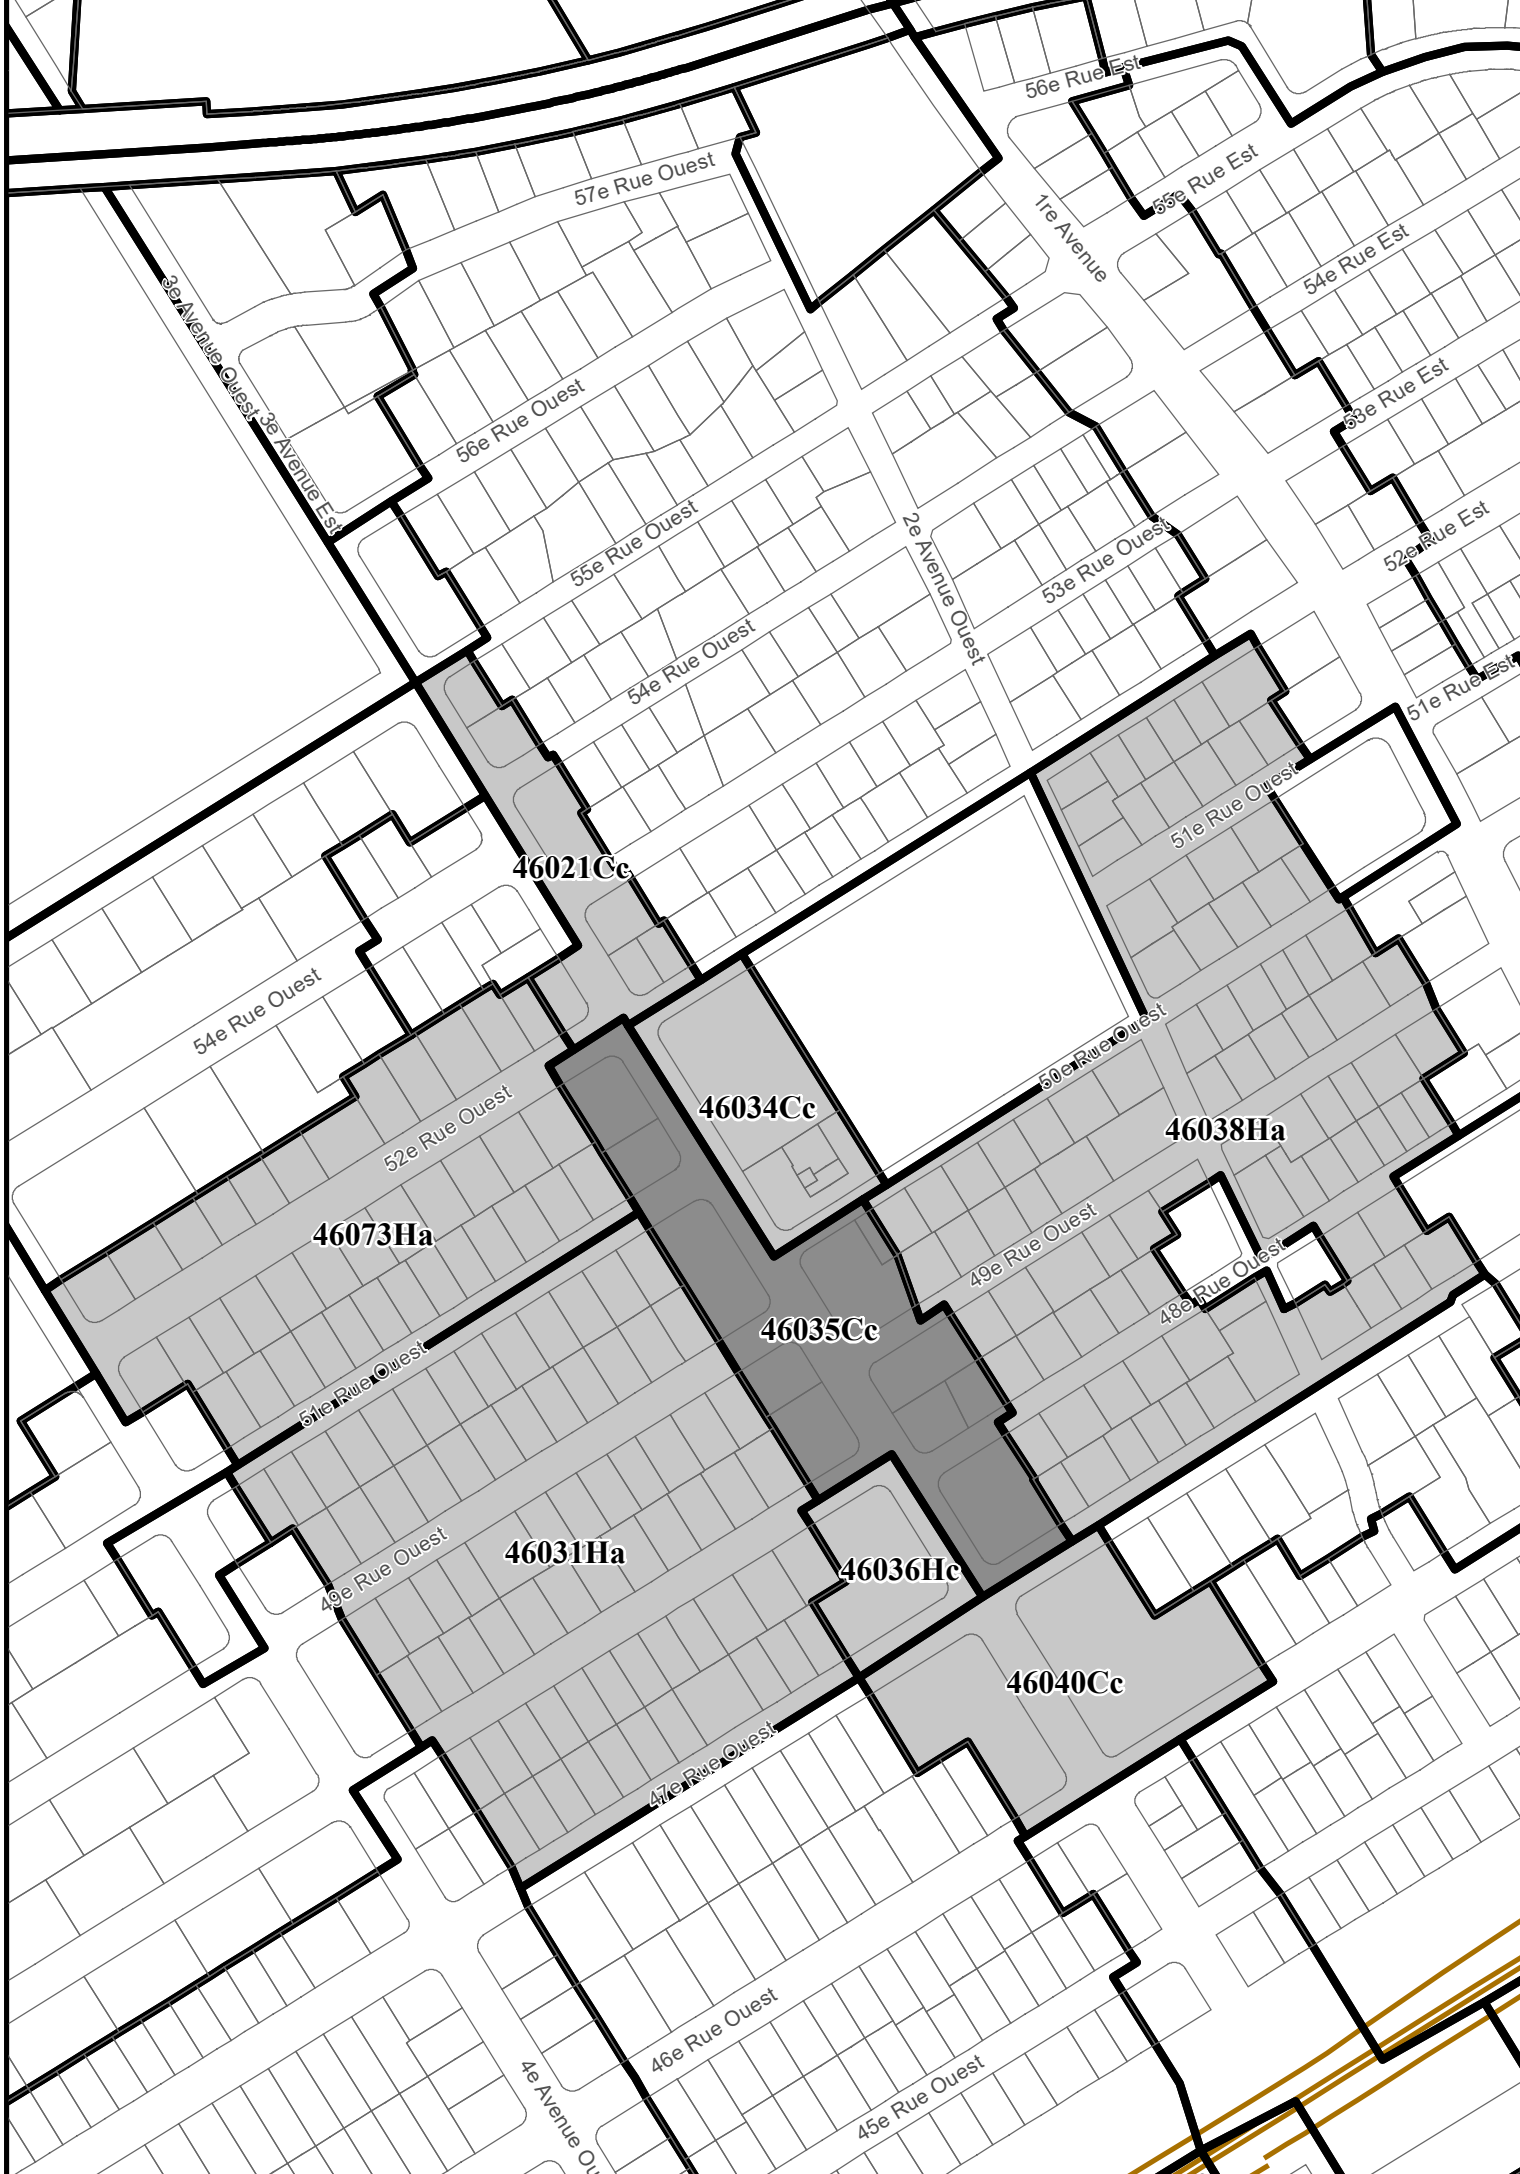 56e Rue Est
57e Rue Ouest
55e Rue Est
1re Avenue
54e Rue Est
3e Avenue Ouest
53e Rue Est
56e Rue Ouest
3e Avenue Est
52e Rue Est
55e Rue Ouest
2e Avenue Ouest
53e Rue Ouest
54e Rue Ouest
51e Rue Est
51e Rue Ouest
46021Cc
54e Rue Ouest
50e Rue Ouest
46034Cc
52e Rue Ouest
46038Ha
46073Ha
49e Rue Ouest
48e Rue Ouest
46035Cc
51e Rue Ouest
46031Ha
46036Hc
49e Rue Ouest
46040Cc
47e Rue Ouest
46e Rue Ouest
45e Rue Ouest
4e Avenue Ou